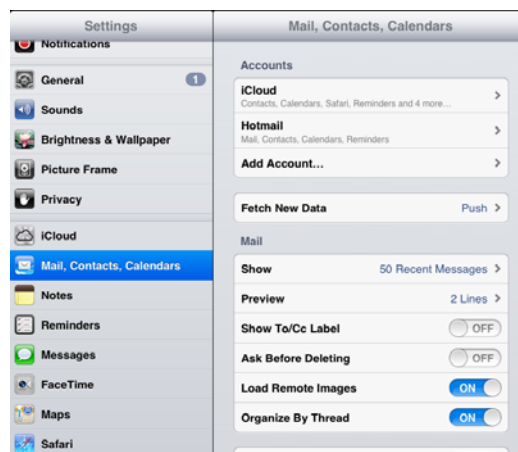 Settings
Notifications
General 1
Sounds
Brightness & Wallpaper
Picture Frame
Privacy
iCloud
Mail, Contacts, Calendars
Notes
Reminders
Messages
FaceTime
Maps
Safari
Mail, Contacts, Calendars
Accounts
iCloud
Contacts, Calendars, Safari, Reminders and 4 more...
Hotmail
Mail, Contacts, Calendars, Reminders
Add Account...
Fetch New Data Push
Mail
Show 50 Recent Messages
Preview 2 Lines
Show To/Cc Label OFF
Ask Before Deleting OFF
Load Remote Images ON
Organize By Thread ON